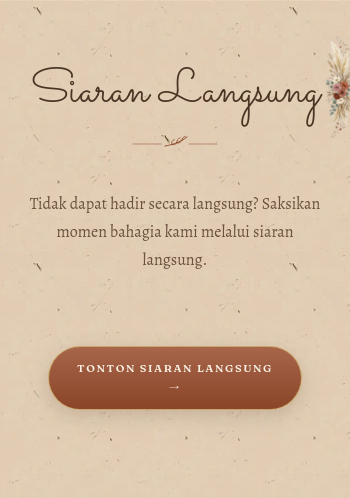 Siaran Langsung
Tidak dapat hadir secara langsung? Saksikan
momen bahagia kami melalui siaran
langsung.
TONTON SIARAN LANGSUNG
→